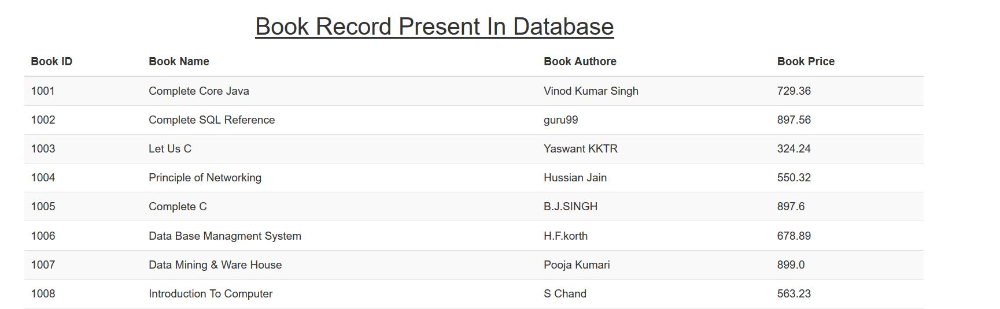 Book Record Present In Database
Book ID Book Name Book Authore Book Price
1001 Complete Core Java Vinod Kumar Singh 729.36
1002 Complete SQL Reference guru99 897.56
1003 Let Us C Yaswant KKTR 324.24
1004 Principle of Networking Hussian Jain 550.32
1005 Complete C B.J.SINGH 897.6
1006 Data Base Managment System H.F.korth 678.89
1007 Data Mining & Ware House Pooja Kumari 899.0
1008 Introduction To Computer S Chand 563.23